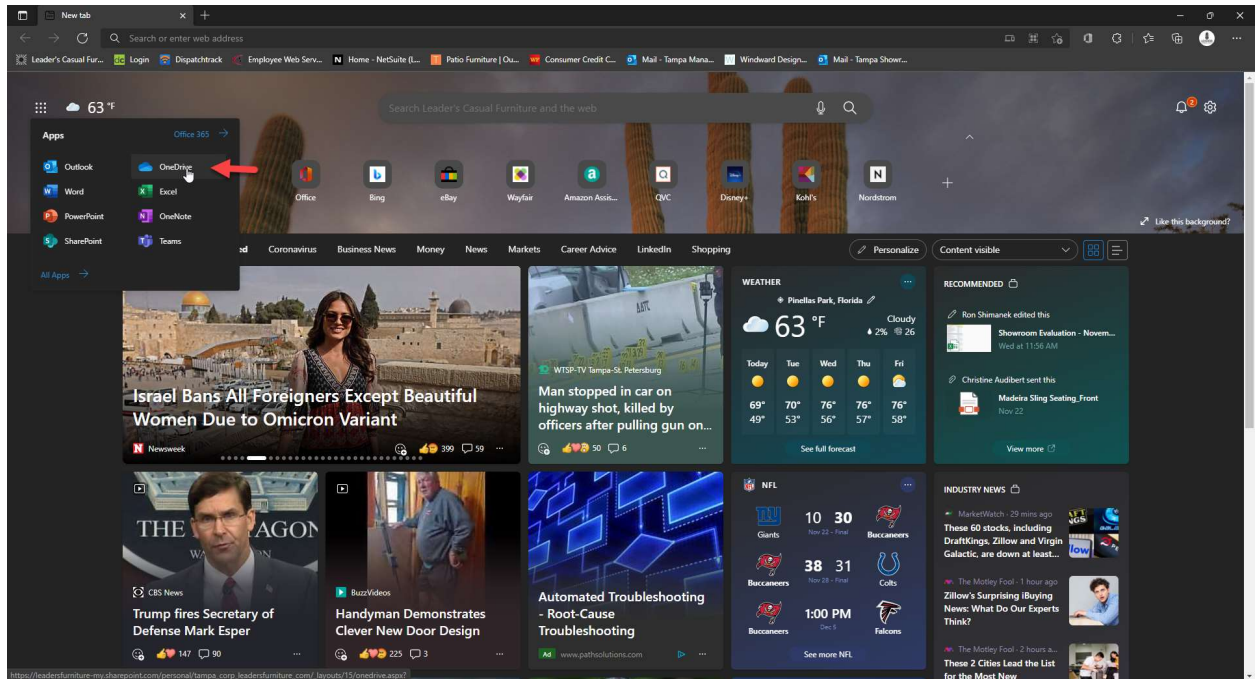 New tab
Search or enter web address
Leader's Casual Fur...
Login
Dispatchtrack
Employee Web Serv...
Home - NetSuite (L...
Patio Furniture | Ou...
Consumer Credit C...
Mail - Tampa Mana...
Windward Design...
Mail - Tampa Showr...
63 °F
Search Leader's Casual Furniture and the web
2
Apps
Office 365
Outlook
OneDrive
Word
Excel
PowerPoint
OneNote
SharePoint
Teams
All Apps
Office
Bing
eBay
Wayfair
Amazon Assis...
QVC
Disney+
Kohl's
Nordstrom
Like this background?
ed
Coronavirus
Business News
Money
News
Markets
Career Advice
LinkedIn
Shopping
Personalize
Content visible
Israel Bans All Foreigners Except Beautiful
Women Due to Omicron Variant
Newsweek
399
59
WTSP-TV Tampa-St. Petersburg
Man stopped in car on
highway shot, killed by
officers after pulling gun on...
50
6
WEATHER
Pinellas Park, Florida
63 °F
Cloudy
2%
26
Today Tue Wed Thu Fri
69° 70° 76° 76° 76°
49° 53° 56° 57° 58°
See full forecast
RECOMMENDED
Ron Shimanek edited this
Showroom Evaluation - Novem...
Wed at 11:56 AM
Christine Audibert sent this
Madeira Sling Seating_Front
Nov 22
View more
CBS News
Trump fires Secretary of
Defense Mark Esper
147
90
BuzzVideos
Handyman Demonstrates
Clever New Door Design
225
3
Automated Troubleshooting
- Root-Cause
Troubleshooting
Ad
www.pathsolutions.com
NFL
10 30
Nov 22 - Final
Giants
Buccaneers
38 31
Nov 28 - Final
Buccaneers
Colts
1:00 PM
Dec 5
Buccaneers
Falcons
See more NFL
INDUSTRY NEWS
MarketWatch · 29 mins ago
These 60 stocks, including
DraftKings, Zillow and Virgin
Galactic, are down at least...
The Motley Fool · 1 hour ago
Zillow's Surprising iBuying
News: What Do Our Experts
Think?
The Motley Fool · 2 hours a...
These 2 Cities Lead the List
for the Most New
https://leadersfurniture-my.sharepoint.com/personal/tampa_corp_leadersfurniture_com/_layouts/15/onedrive.aspx?